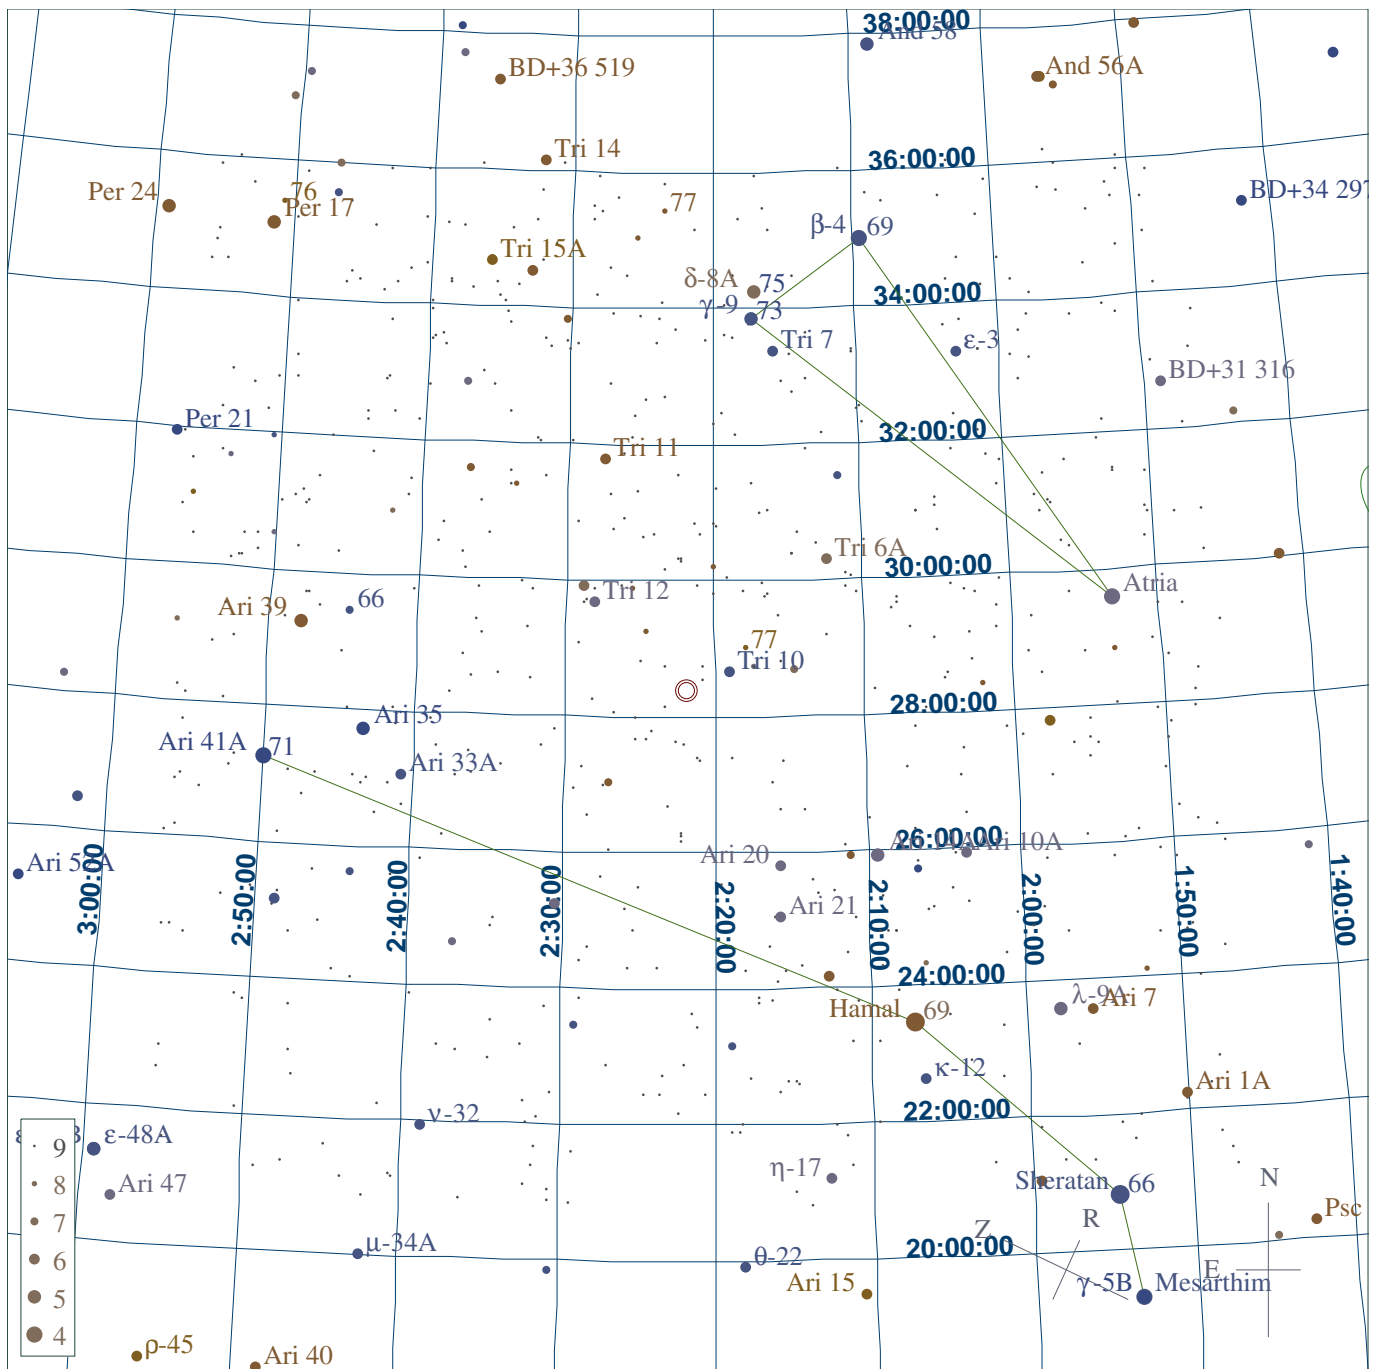 38:00:00
And 58
BD+36 519
And 56A
Tri 14
36:00:00
Per 24
76
Per 17
77
BD+34 297
β-4
69
Tri 15A
δ-8A
75
34:00:00
γ-9
73
Tri 7
ε-3
BD+31 316
Per 21
32:00:00
Tri 11
Tri 6A
30:00:00
Atria
Ari 39
66
Tri 12
77
Tri 10
28:00:00
Ari 35
Ari 41A
71
Ari 33A
26:00:00
Ari 10A
Ari 20
Ari 52A
3:00:00
2:50:00
2:40:00
2:30:00
2:20:00
2:10:00
2:00:00
1:50:00
1:40:00
Ari 21
24:00:00
Hamal
69
λ-9A
Ari 7
κ-12
Ari 1A
22:00:00
ν-32
ε-48A
9
8
7
6
5
4
Ari 47
η-17
Sheratan
66
N
Psc
Z
R
E
μ-34A
20:00:00
θ-22
Ari 15
γ-5B
Mesarthim
ρ-45
Ari 40